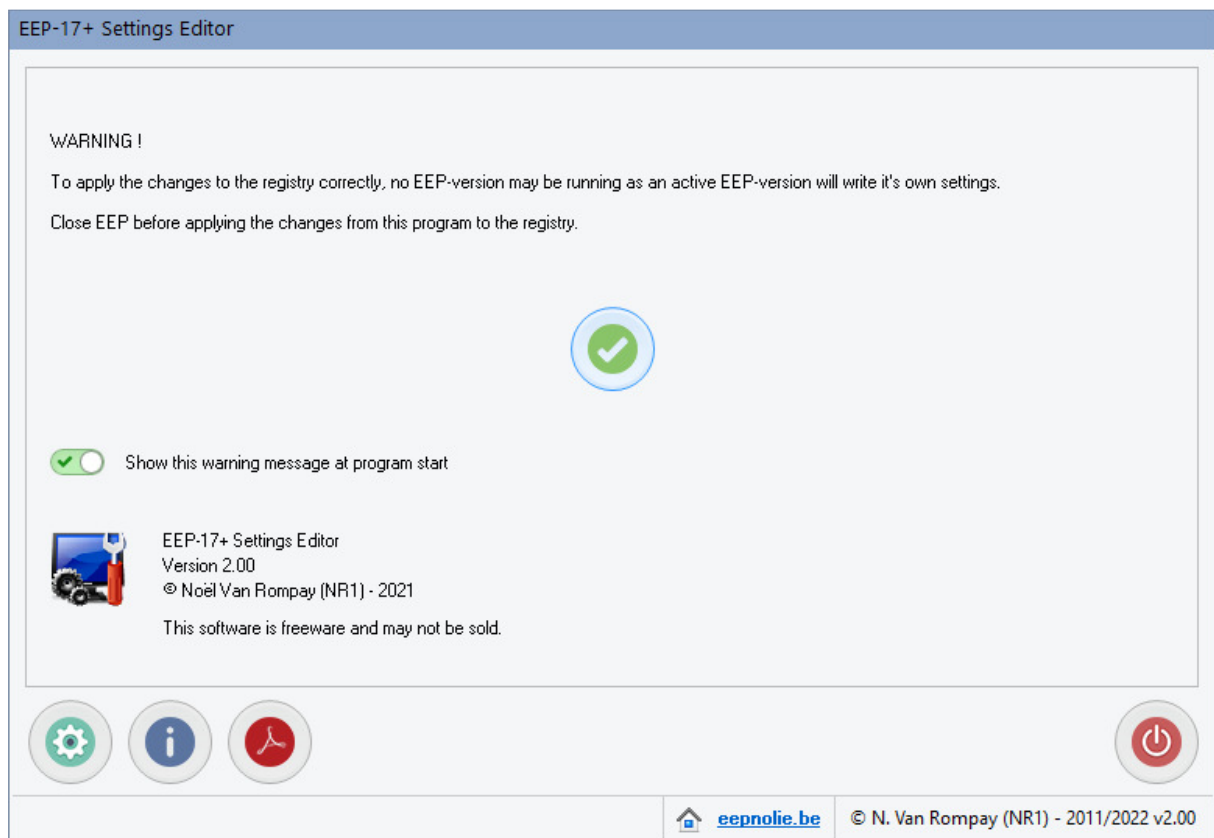 EEP-17+ Settings Editor
WARNING !
To apply the changes to the registry correctly, no EEP-version may be running as an active EEP-version will write it's own settings.
Close EEP before applying the changes from this program to the registry.
Show this warning message at program start
EEP-17+ Settings Editor
Version 2.00
© Noël Van Rompay (NR1) - 2021
This software is freeware and may not be sold.
eepnolie.be
© N. Van Rompay (NR1) - 2011/2022 v2.00